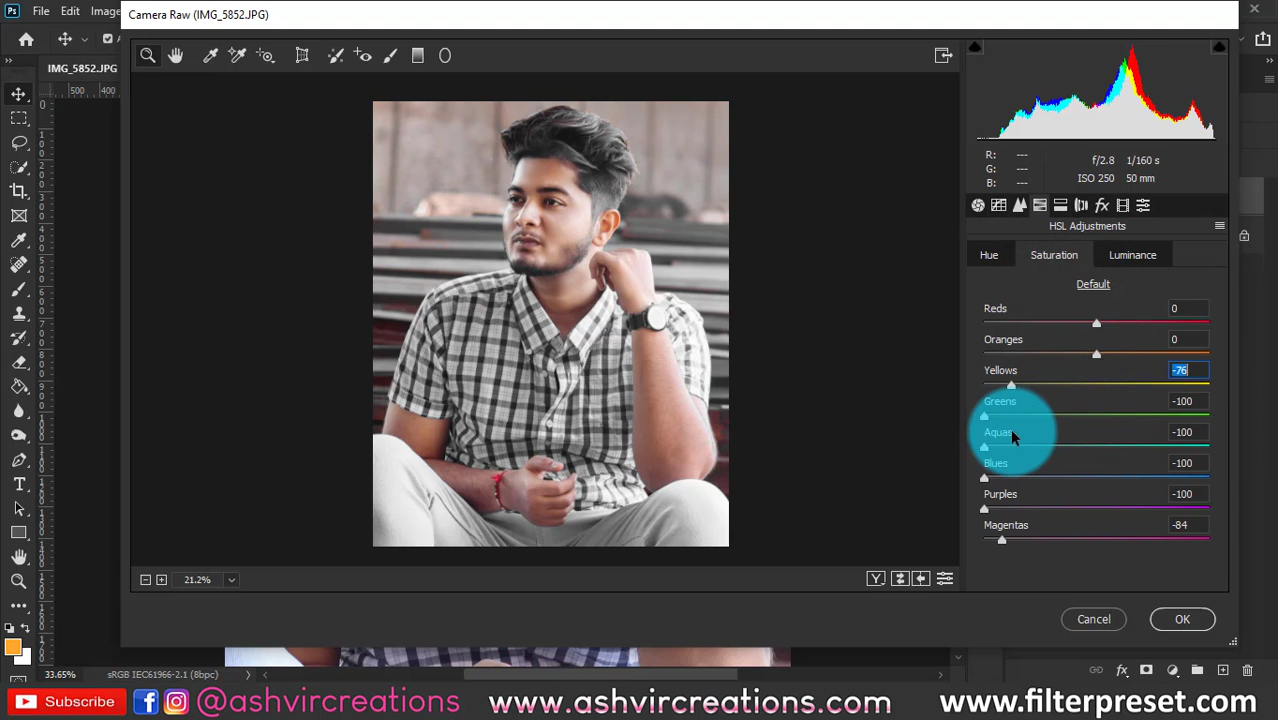 Camera Raw (IMG_5852.JPG)
Ps File Edit Image
IMG_5852.JPG
500 400
R: ---
G: ---
B: ---
f/2.8 1/160 s
ISO 250 50 mm
HSL Adjustments
Hue Saturation Luminance
Default
Reds 0
Oranges 0
Yellows -76
Greens -100
Aquas -100
Blues -100
Purples -100
Magentas -84
21.2%
Y
Cancel OK
33.65% sRGB IEC61966-2.1 (8bpc)
Subscribe @ashvircreations www.ashvircreations.com www.filterpreset.com